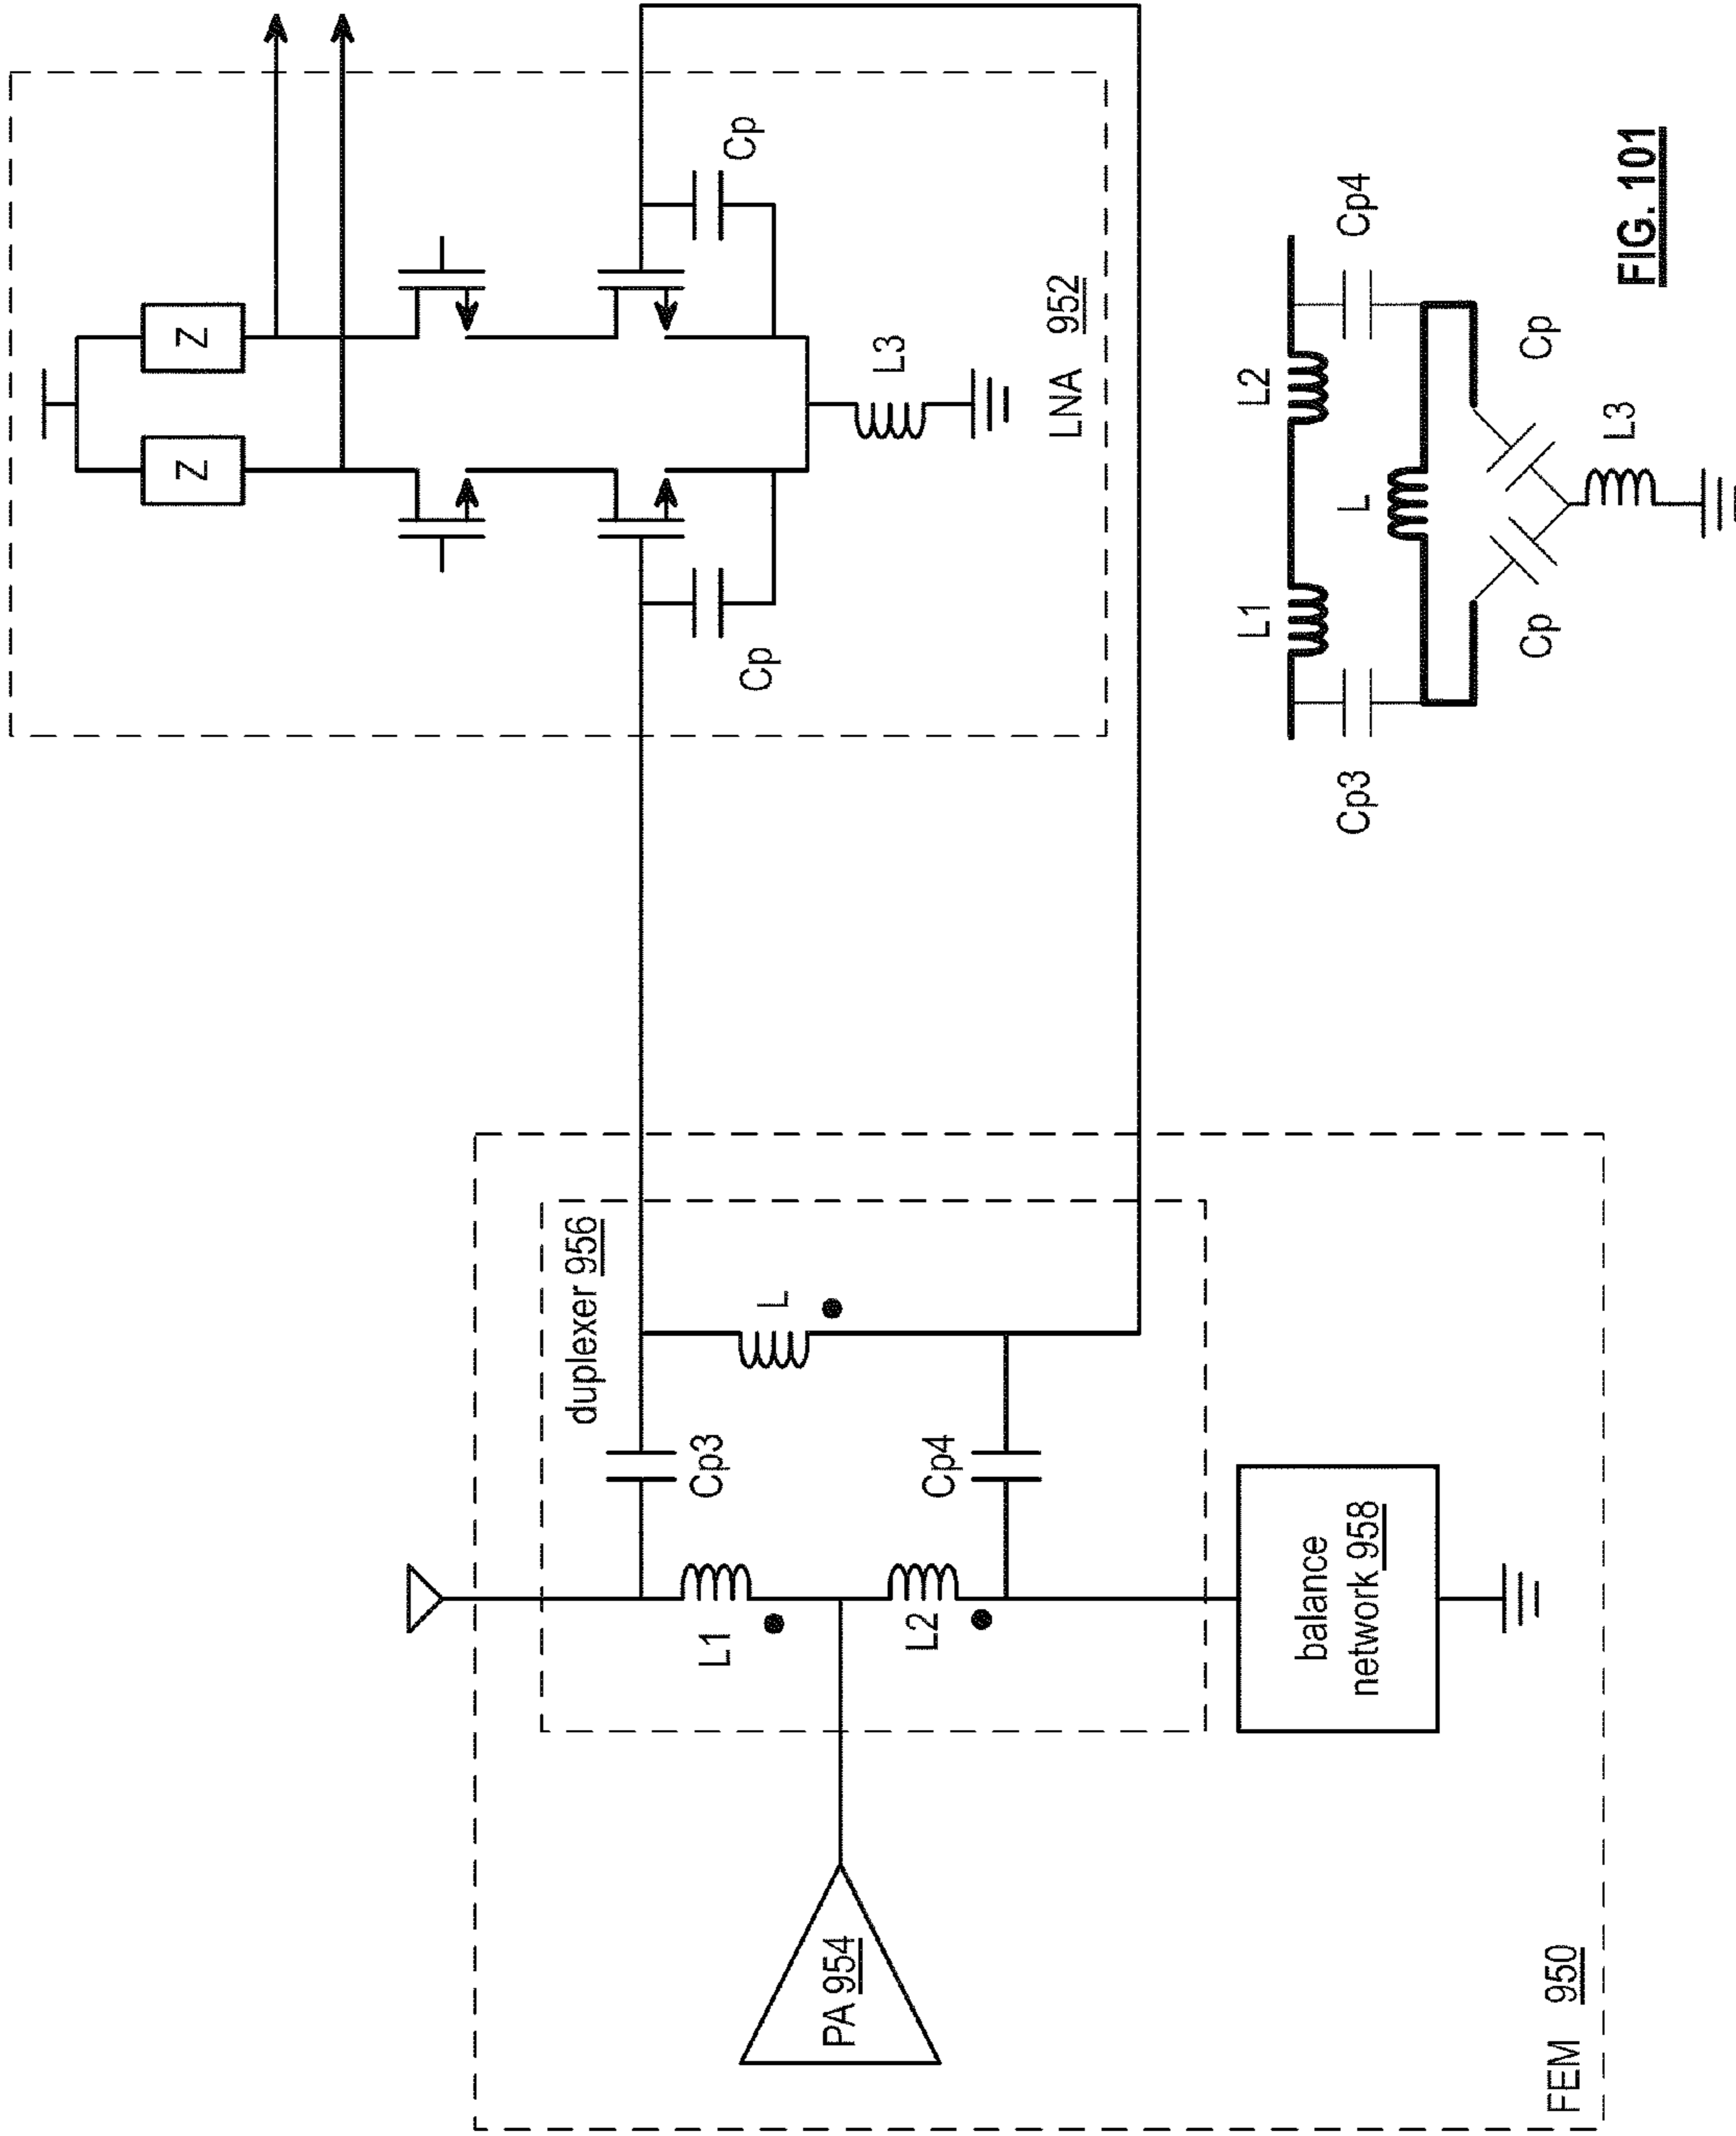 FEM 950
PA 954
duplexer 956
L1
L2
Cp3
Cp4
L
balance
network 958
LNA 952
Z
Z
Cp
Cp
L3
L1
L2
Cp3
Cp4
L
Cp
Cp
L3
FIG. 101